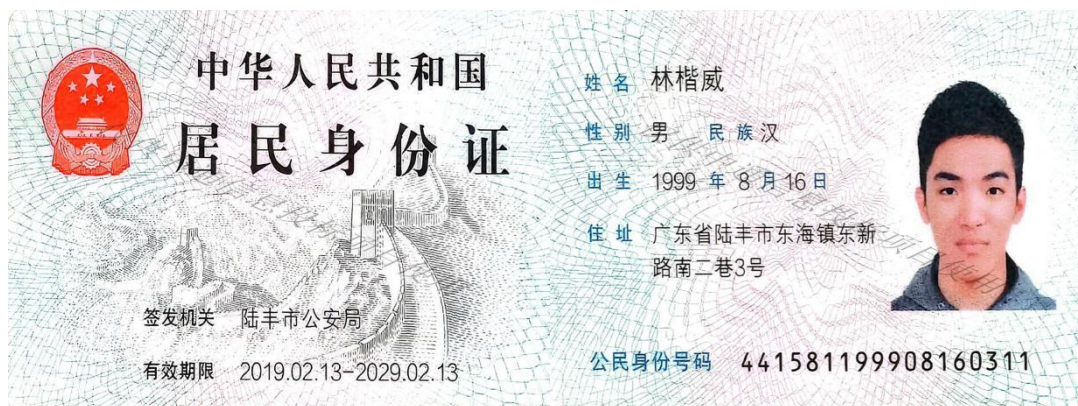 中华人民共和国
居民身份证
签发机关 陆丰市公安局
有效期限 2019.02.13-2029.02.13
姓名 林楷威
性别 男 民族 汉
出生 1999 年 8 月 16 日
住址 广东省陆丰市东海镇东新
路南二巷3号
公民身份号码 441581199908160311